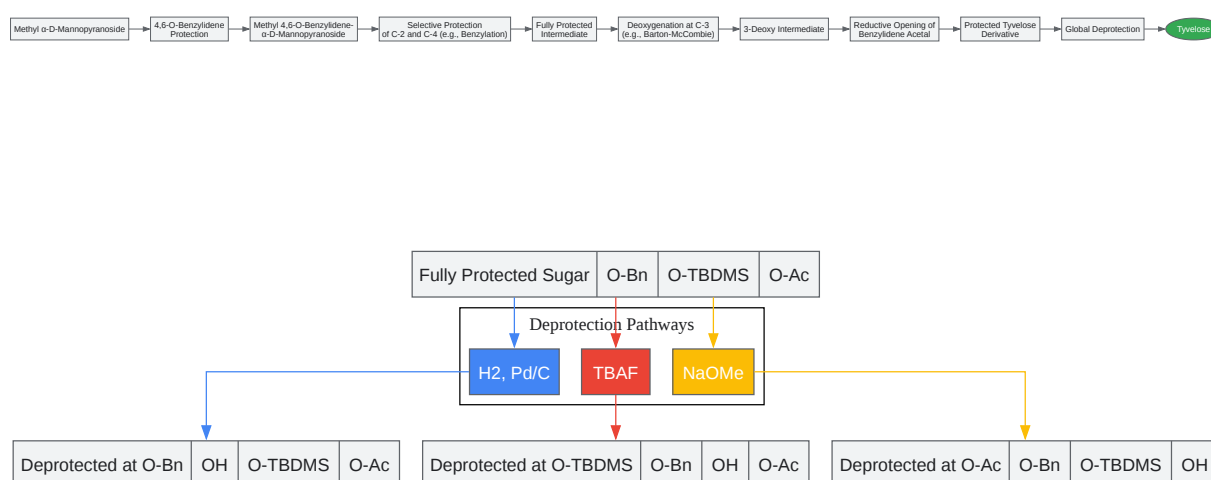 Methyl α-D-Mannopyranoside
4,6-O-Benzylidene
Protection
Methyl 4,6-O-Benzylidene-
α-D-Mannopyranoside
Selective Protection
of C-2 and C-4 (e.g., Benzylation)
Fully Protected
Intermediate
Deoxygenation at C-3
(e.g., Barton-McCombie)
3-Deoxy Intermediate
Reductive Opening of
Benzylidene Acetal
Protected Tyvelose
Derivative
Global Deprotection
Tyvelose
Fully Protected Sugar O-Bn O-TBDMS O-Ac
Deprotection Pathways
H2, Pd/C TBAF NaOMe
Deprotected at O-Bn OH O-TBDMS O-Ac
Deprotected at O-TBDMS O-Bn OH O-Ac
Deprotected at O-Ac O-Bn O-TBDMS OH